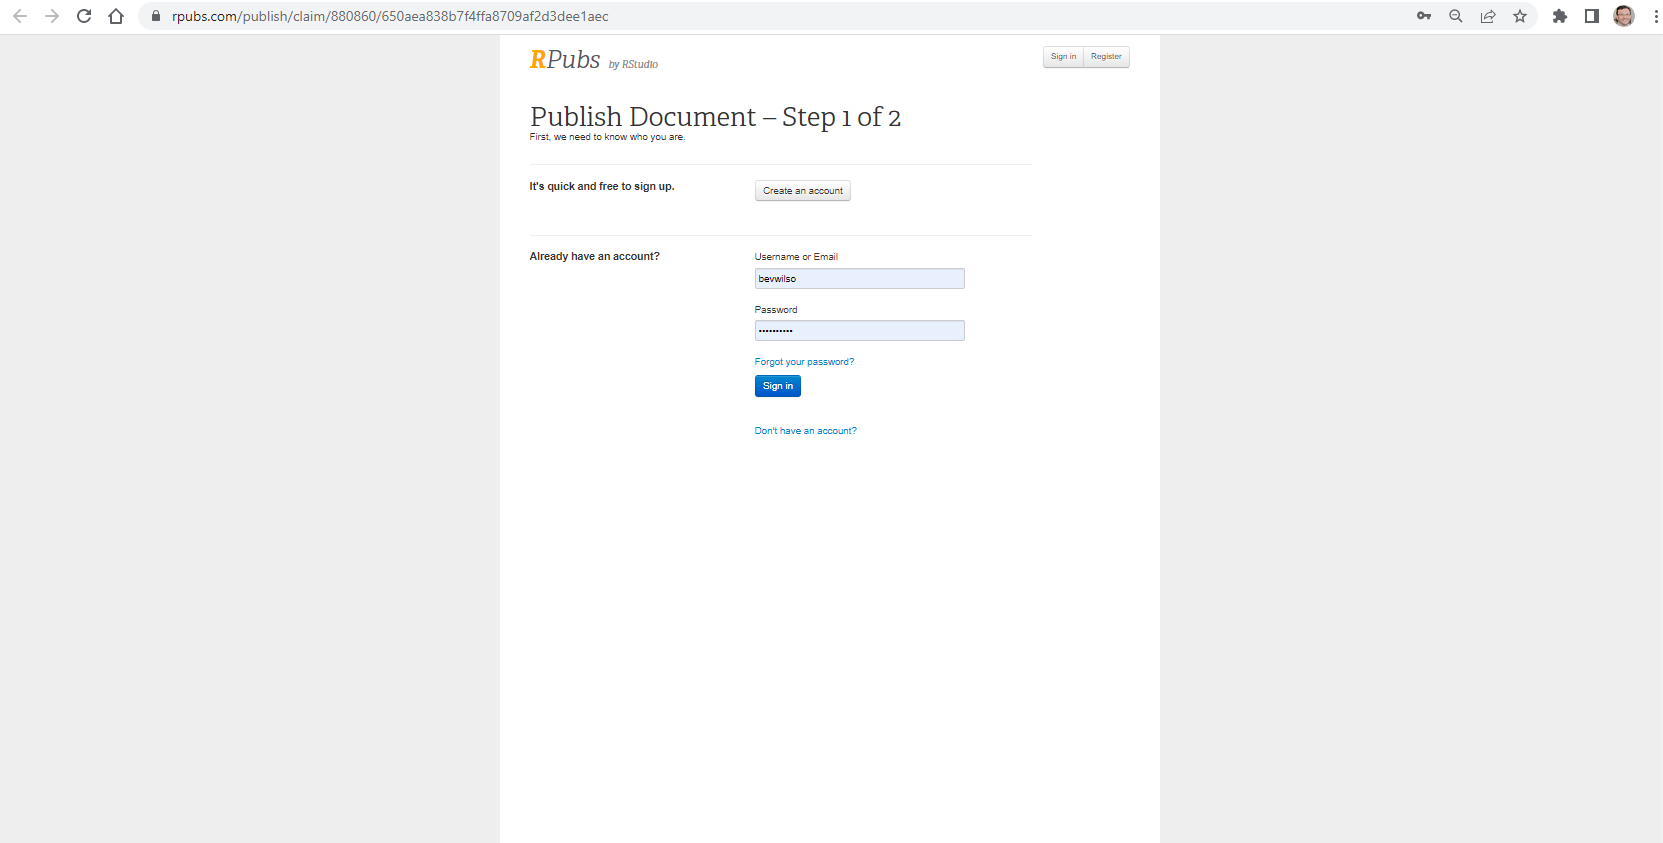 rpubs.com/publish/claim/880860/650aea838b7f4ffa8709af2d3dee1aec
RPubs by RStudio
Sign in Register
Publish Document – Step 1 of 2
First, we need to know who you are.
It's quick and free to sign up.
Create an account
Already have an account?
Username or Email
bevwilso
Password
••••••••••
Forgot your password?
Sign in
Don't have an account?